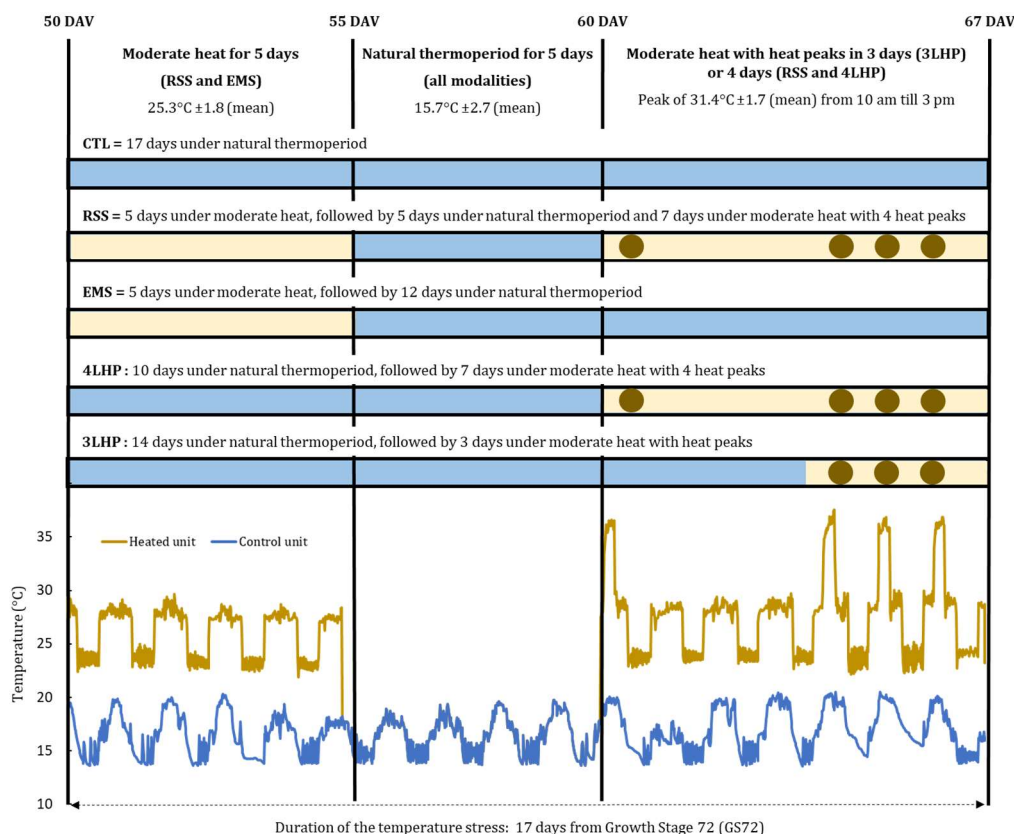 50 DAV
55 DAV
60 DAV
67 DAV
Moderate heat for 5 days
(RSS and EMS)
25.3°C ±1.8 (mean)
Natural thermoperiod for 5 days
(all modalities)
15.7°C ±2.7 (mean)
Moderate heat with heat peaks in 3 days (3LHP)
or 4 days (RSS and 4LHP)
Peak of 31.4°C ±1.7 (mean) from 10 am till 3 pm
CTL = 17 days under natural thermoperiod
RSS = 5 days under moderate heat, followed by 5 days under natural thermoperiod and 7 days under moderate heat with 4 heat peaks
EMS = 5 days under moderate heat, followed by 12 days under natural thermoperiod
4LHP : 10 days under natural thermoperiod, followed by 7 days under moderate heat with 4 heat peaks
3LHP : 14 days under natural thermoperiod, followed by 3 days under moderate heat with heat peaks
Heated unit
Control unit
Temperature (°C)
35
30
25
20
15
10
Duration of the temperature stress: 17 days from Growth Stage 72 (GS72)